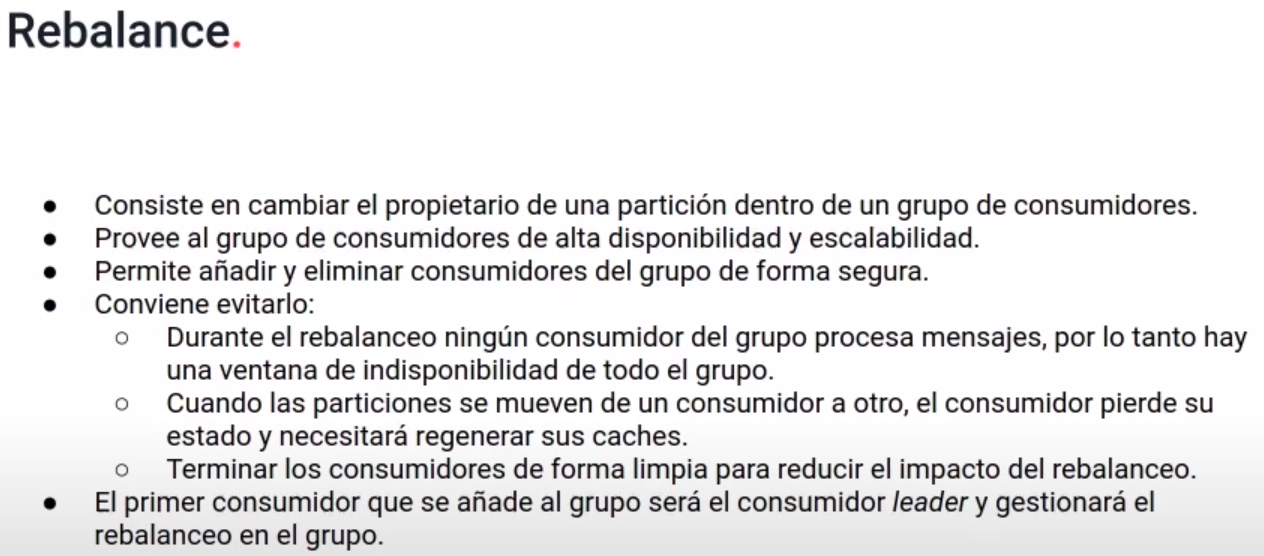 Rebalance.
● Consiste en cambiar el propietario de una partición dentro de un grupo de consumidores.
● Provee al grupo de consumidores de alta disponibilidad y escalabilidad.
● Permite añadir y eliminar consumidores del grupo de forma segura.
● Conviene evitarlo:
○ Durante el rebalanceo ningún consumidor del grupo procesa mensajes, por lo tanto hay
una ventana de indisponibilidad de todo el grupo.
○ Cuando las particiones se mueven de un consumidor a otro, el consumidor pierde su
estado y necesitará regenerar sus caches.
○ Terminar los consumidores de forma limpia para reducir el impacto del rebalanceo.
● El primer consumidor que se añade al grupo será el consumidor leader y gestionará el
rebalanceo en el grupo.